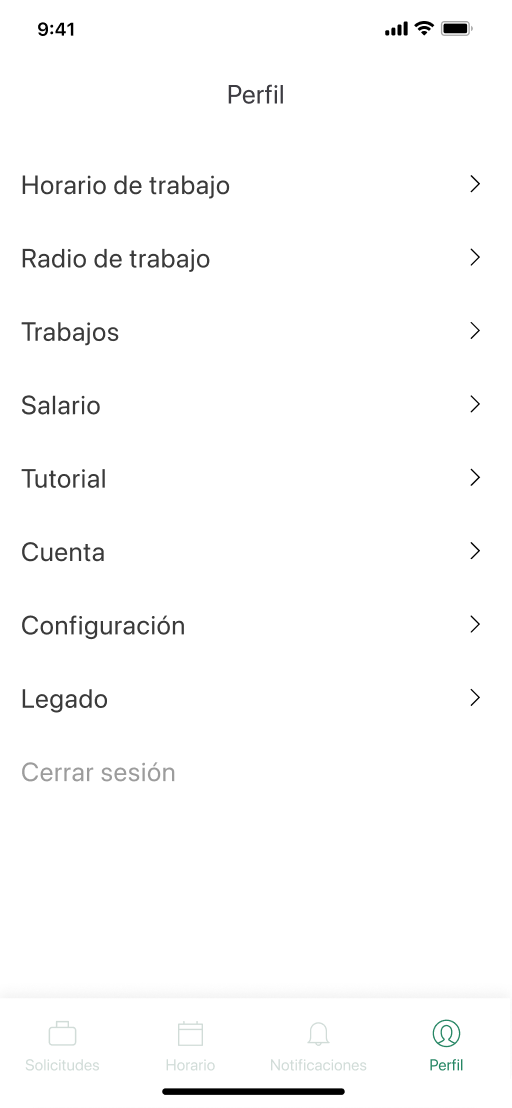 9:41
Perfil
Horario de trabajo
Radio de trabajo
Trabajos
Salario
Tutorial
Cuenta
Configuración
Legado
Cerrar sesión
Solicitudes
Horario
Notificaciones
Perfil